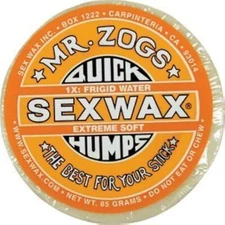 SEX WAX INC. • BOX 1222 • CARPINTERIA, • CA • 93014
MR. ZOGS
QUICK
1X: FRIGID WATER
SEXWAX®
EXTREME SOFT
HUMPS
★ THE BEST FOR YOUR STICK ★
WWW.SEXWAX.COM • NET WT. 85 GRAMS • DO NOT EAT OR CHEW •